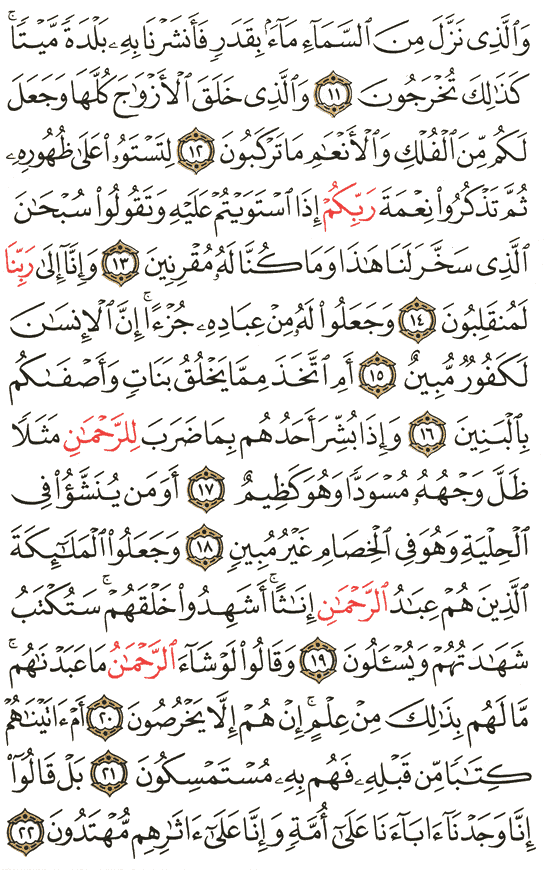 وَٱلَّذِى نَزَّلَ مِنَ ٱلسَّمَآءِ مَآءَۢ بِقَدَرٍ فَأَنشَرْنَا بِهِۦ بَلْدَةً مَّيْتًا ۚ
كَذَٰلِكَ تُخْرَجُونَ ١١ وَٱلَّذِى خَلَقَ ٱلْأَزْوَٰجَ كُلَّهَا وَجَعَلَ
لَكُم مِّنَ ٱلْفُلْكِ وَٱلْأَنْعَٰمِ مَا تَرْكَبُونَ ١٢ لِتَسْتَوُۥا۟ عَلَىٰ ظُهُورِهِۦ
ثُمَّ تَذْكُرُوا۟ نِعْمَةَ رَبِّكُمْ إِذَا ٱسْتَوَيْتُمْ عَلَيْهِ وَتَقُولُوا۟ سُبْحَٰنَ
ٱلَّذِى سَخَّرَ لَنَا هَٰذَا وَمَا كُنَّا لَهُۥ مُقْرِنِينَ ١٣ وَإِنَّآ إِلَىٰ رَبِّنَا
لَمُنقَلِبُونَ ١٤ وَجَعَلُوا۟ لَهُۥ مِنْ عِبَادِهِۦ جُزْءًا ۚ إِنَّ ٱلْإِنسَٰنَ
لَكَفُورٌ مُّبِينٌ ١٥ أَمِ ٱتَّخَذَ مِمَّا يَخْلُقُ بَنَاتٍ وَأَصْفَىٰكُم
بِٱلْبَنِينَ ١٦ وَإِذَا بُشِّرَ أَحَدُهُم بِمَا ضَرَبَ لِلرَّحْمَٰنِ مَثَلًا
ظَلَّ وَجْهُهُۥ مُسْوَدًّا وَهُوَ كَظِيمٌ ١٧ أَوَمَن يُنَشَّؤُا۟ فِى
ٱلْحِلْيَةِ وَهُوَ فِى ٱلْخِصَامِ غَيْرُ مُبِينٍ ١٨ وَجَعَلُوا۟ ٱلْمَلَٰٓئِكَةَ
ٱلَّذِينَ هُمْ عِبَٰدُ ٱلرَّحْمَٰنِ إِنَٰثًا ۚ أَشَهِدُوا۟ خَلْقَهُمْ ۚ سَتُكْتَبُ
شَهَٰدَتُهُمْ وَيُسْـَٔلُونَ ١٩ وَقَالُوا۟ لَوْ شَآءَ ٱلرَّحْمَٰنُ مَا عَبَدْنَٰهُم ۗ
مَّا لَهُم بِذَٰلِكَ مِنْ عِلْمٍ ۖ إِنْ هُمْ إِلَّا يَخْرُصُونَ ٢٠ أَمْ ءَاتَيْنَٰهُمْ
كِتَٰبًا مِّن قَبْلِهِۦ فَهُم بِهِۦ مُسْتَمْسِكُونَ ٢١ بَلْ قَالُوٓا۟
إِنَّا وَجَدْنَآ ءَابَآءَنَا عَلَىٰٓ أُمَّةٍ وَإِنَّا عَلَىٰٓ ءَاثَٰرِهِم مُّهْتَدُونَ ٢٢